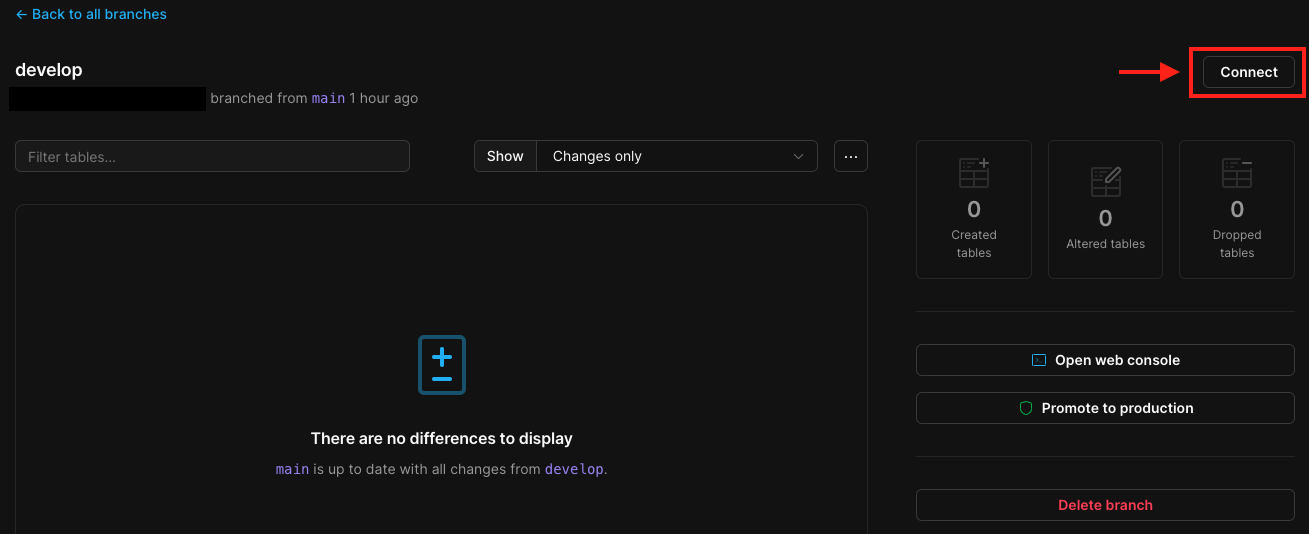 ← Back to all branches
develop
Connect
branched from main 1 hour ago
Filter tables...
Show
Changes only
...
0
Created
tables
0
Altered tables
0
Dropped
tables
Open web console
Promote to production
There are no differences to display
main is up to date with all changes from develop.
Delete branch